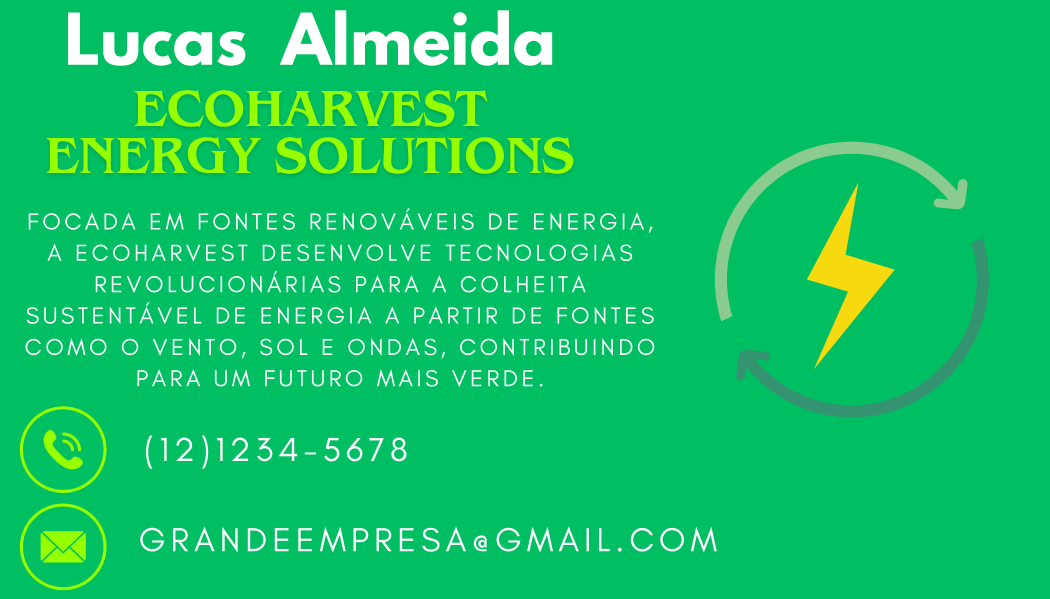 Lucas Almeida
ECOHARVEST
ENERGY SOLUTIONS
FOCADA EM FONTES RENOVÁVEIS DE ENERGIA,
A ECOHARVEST DESENVOLVE TECNOLOGIAS
REVOLUCIONÁRIAS PARA A COLHEITA
SUSTENTÁVEL DE ENERGIA A PARTIR DE FONTES
COMO O VENTO, SOL E ONDAS, CONTRIBUINDO
PARA UM FUTURO MAIS VERDE.
(12)1234-5678
GRANDEEMPRESA@GMAIL.COM